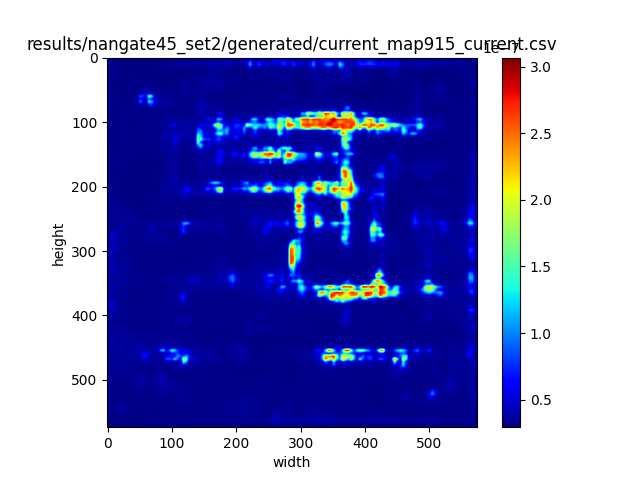 results/nangate45_set2/generated/current_map915_current.csv
1e−7
0
100
200
300
400
500
height
0 100 200 300 400 500
width
3.0
2.5
2.0
1.5
1.0
0.5